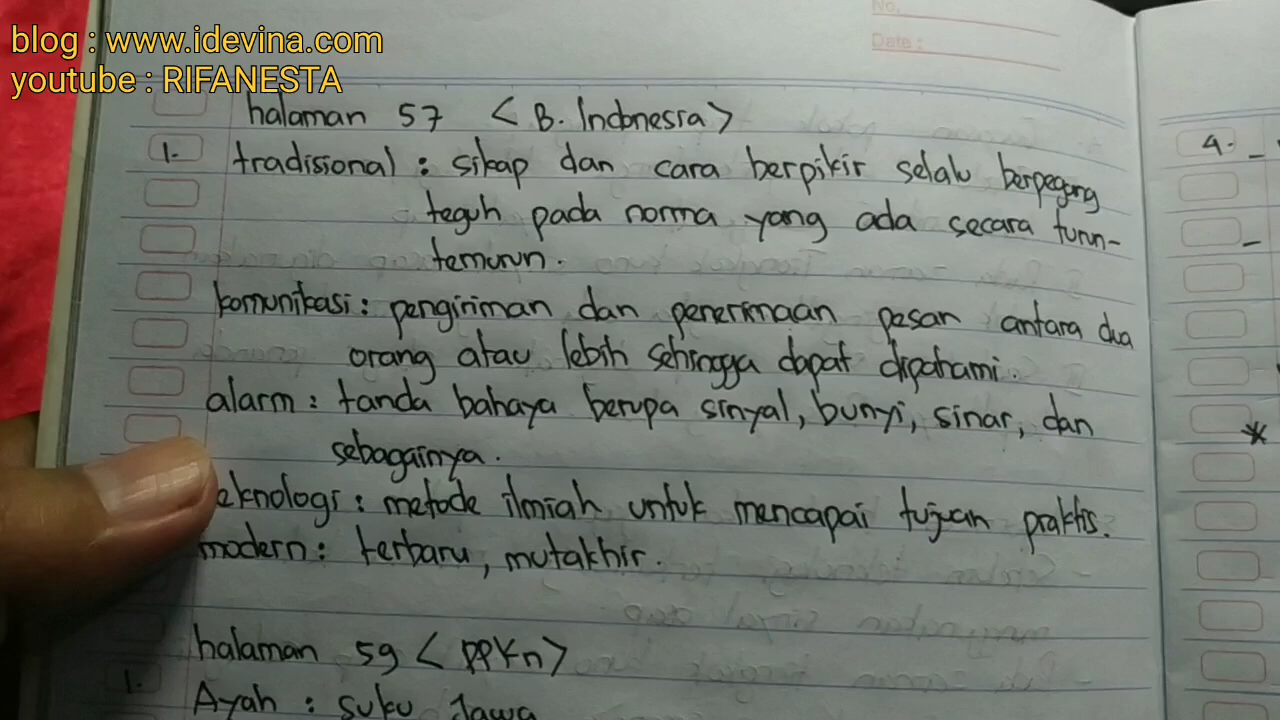 blog : www.idevina.com
youtube : RIFANESTA
No.
Date :
halaman 57 < B. Indonesia >
1. tradisional : sikap dan cara berpikir selalu berpegang
teguh pada norma yang ada secara turun-
temurun.
komunikasi : pengiriman dan penerimaan pesan antara dua
orang atau lebih sehingga dapat dipahami.
alarm : tanda bahaya berupa sinyal, bunyi, sinar, dan
sebagainya.
eknologi : metode ilmiah untuk mencapai tujuan praktis.
modern : terbaru, mutakhir.
halaman 59 < PPKn >
1. Ayah : suku Jawa
4. -
-
*